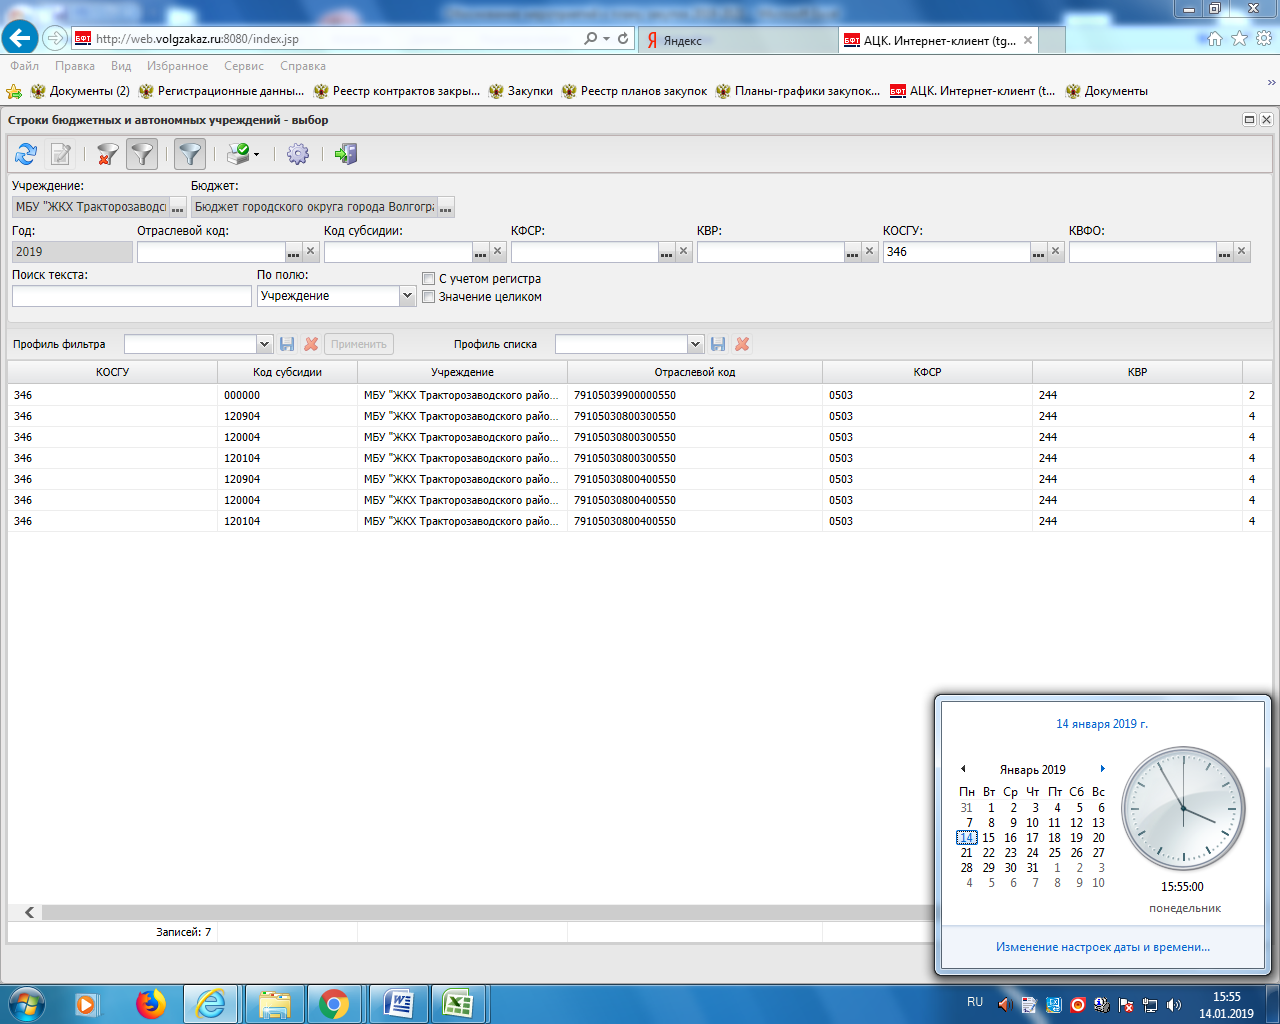 http://web.volgzakaz.ru:8080/index.jsp
Яндекс
БФТ АЦК. Интернет-клиент (tg...
Файл Правка Вид Избранное Сервис Справка
Документы (2) Регистрационные данны... Реестр контрактов закры... Закупки Реестр планов закупок Планы-графики закупок... БФТ АЦК. Интернет-клиент (t... Документы
Строки бюджетных и автономных учреждений - выбор
Учреждение: Бюджет:
МБУ "ЖКХ Тракторозаводс ... Бюджет городского округа города Волгогра ...
Год: Отраслевой код: Код субсидии: КФСР: КВР: КОСГУ: КВФО:
2019 346
Поиск текста: По полю: С учетом регистра
Учреждение Значение целиком
Профиль фильтра Применить Профиль списка
КОСГУ Код субсидии Учреждение Отраслевой код КФСР КВР
346 000000 МБУ "ЖКХ Тракторозаводского райо... 79105039900000550 0503 244 2
346 120904 МБУ "ЖКХ Тракторозаводского райо... 79105030800300550 0503 244 4
346 120004 МБУ "ЖКХ Тракторозаводского райо... 79105030800300550 0503 244 4
346 120104 МБУ "ЖКХ Тракторозаводского райо... 79105030800300550 0503 244 4
346 120904 МБУ "ЖКХ Тракторозаводского райо... 79105030800400550 0503 244 4
346 120004 МБУ "ЖКХ Тракторозаводского райо... 79105030800400550 0503 244 4
346 120104 МБУ "ЖКХ Тракторозаводского райо... 79105030800400550 0503 244 4
Записей: 7
14 января 2019 г.
Январь 2019
Пн Вт Ср Чт Пт Сб Вс
31 1 2 3 4 5 6
7 8 9 10 11 12 13
14 15 16 17 18 19 20
21 22 23 24 25 26 27
28 29 30 31 1 2 3
4 5 6 7 8 9 10
15:55:00
понедельник
Изменение настроек даты и времени...
RU
15:55
14.01.2019